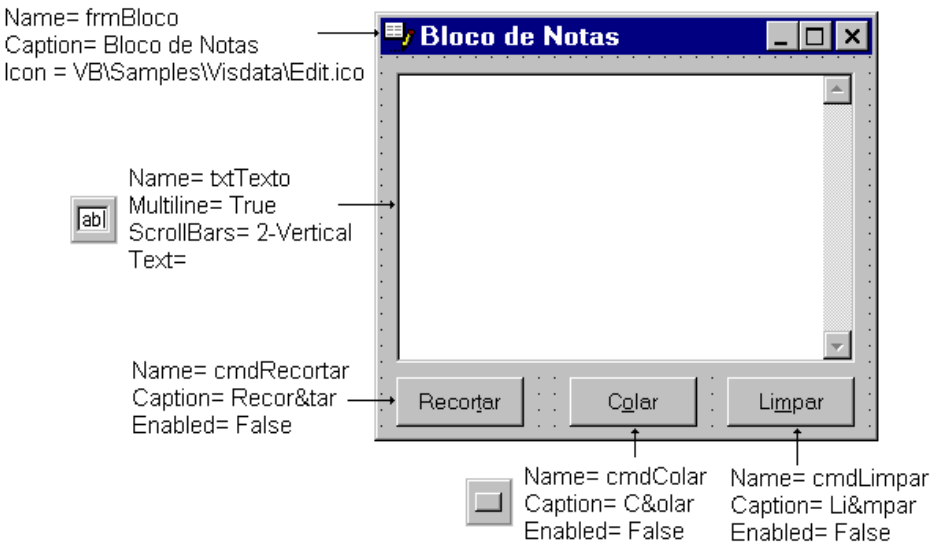 Name= frmBloco
Caption= Bloco de Notas
Icon = VB\Samples\Visdata\Edit.ico
Bloco de Notas
Name= txtTexto
Multiline= True
ScrollBars= 2-Vertical
Text=
ab
Name= cmdRecortar
Caption= Recor&tar
Enabled= False
Recortar
Colar
Limpar
Name= cmdColar
Caption= C&olar
Enabled= False
Name= cmdLimpar
Caption= Li&mpar
Enabled= False